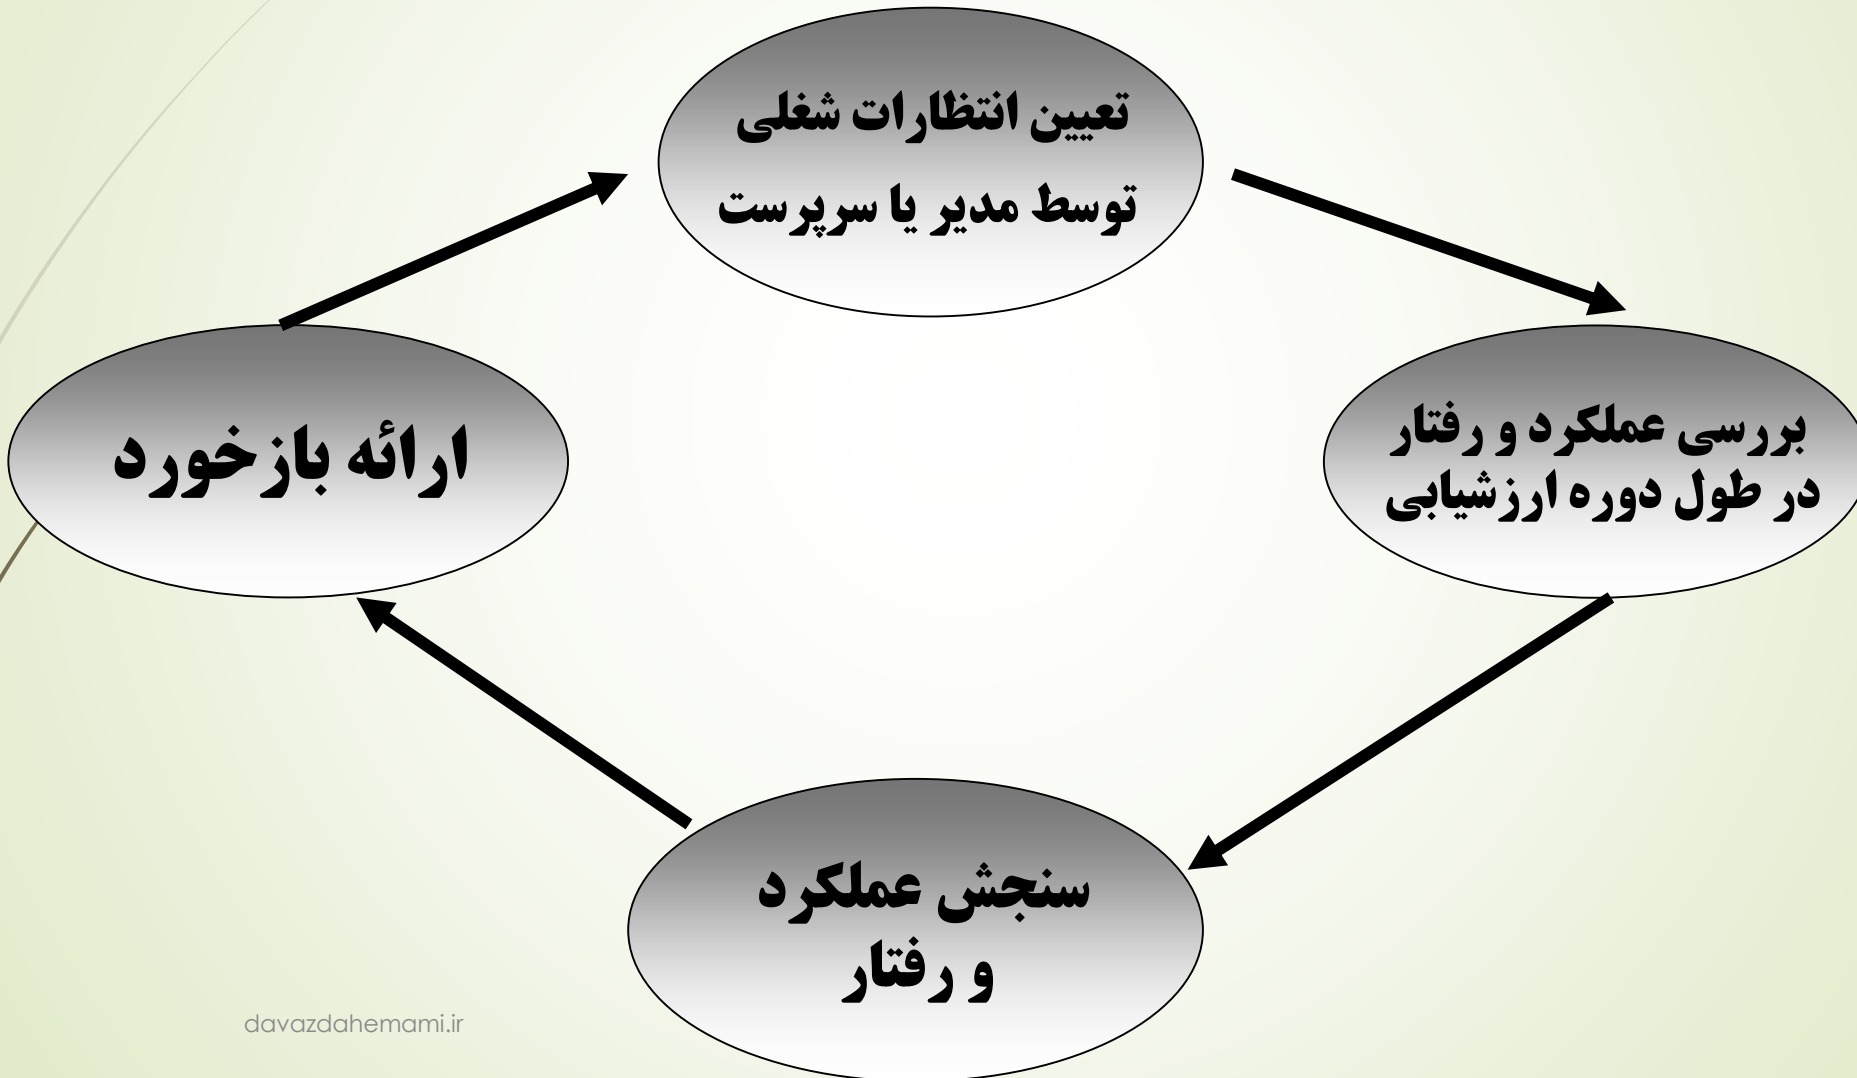 تعیین انتظارات شغلی
توسط مدیر یا سرپرست
بررسی عملکرد و رفتار
در طول دوره ارزشیابی
سنجش عملکرد
و رفتار
ارائه بازخورد
davazdahemami.ir